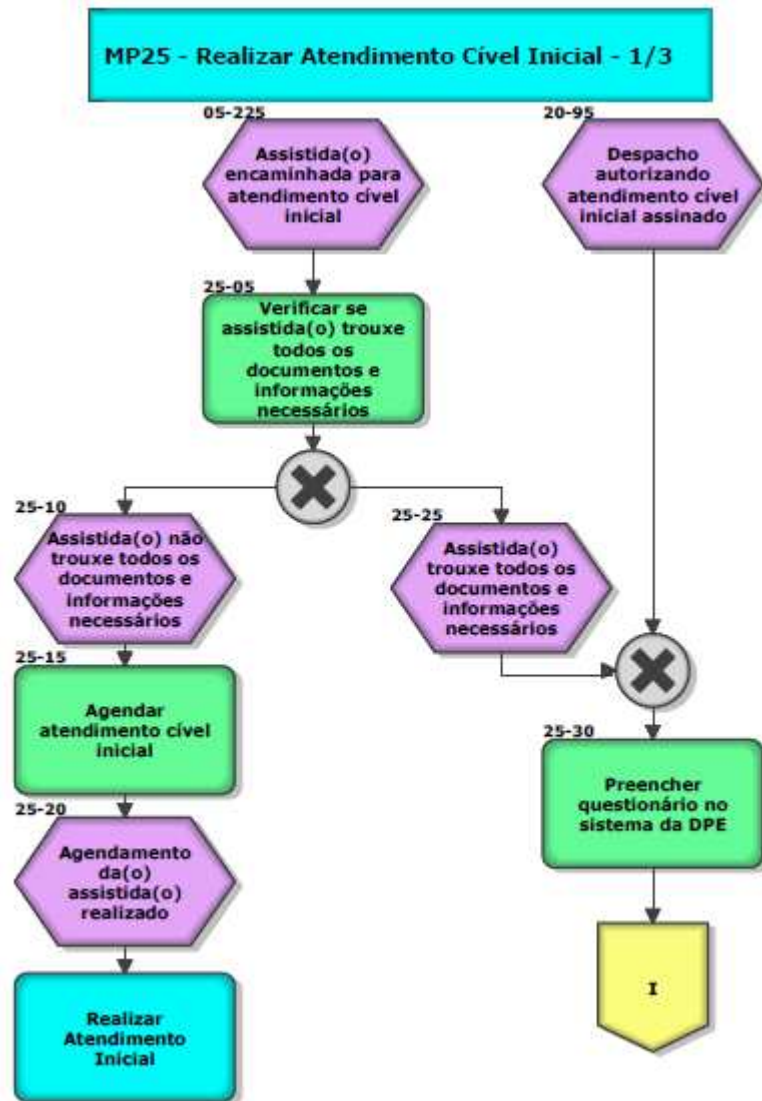 MP25 - Realizar Atendimento Cível Inicial - 1/3
05-225
Assistida(o)
encaminhada para
atendimento cível
inicial
20-95
Despacho
autorizando
atendimento cível
inicial assinado
25-05
Verificar se
assistida(o) trouxe
todos os
documentos e
informações
necessários
25-10
Assistida(o) não
trouxe todos os
documentos e
informações
necessários
25-25
Assistida(o)
trouxe todos os
documentos e
informações
necessários
25-15
Agendar
atendimento cível
inicial
25-30
Preencher
questionário no
sistema da DPE
25-20
Agendamento
da(o)
assistida(o)
realizado
I
Realizar
Atendimento
Inicial